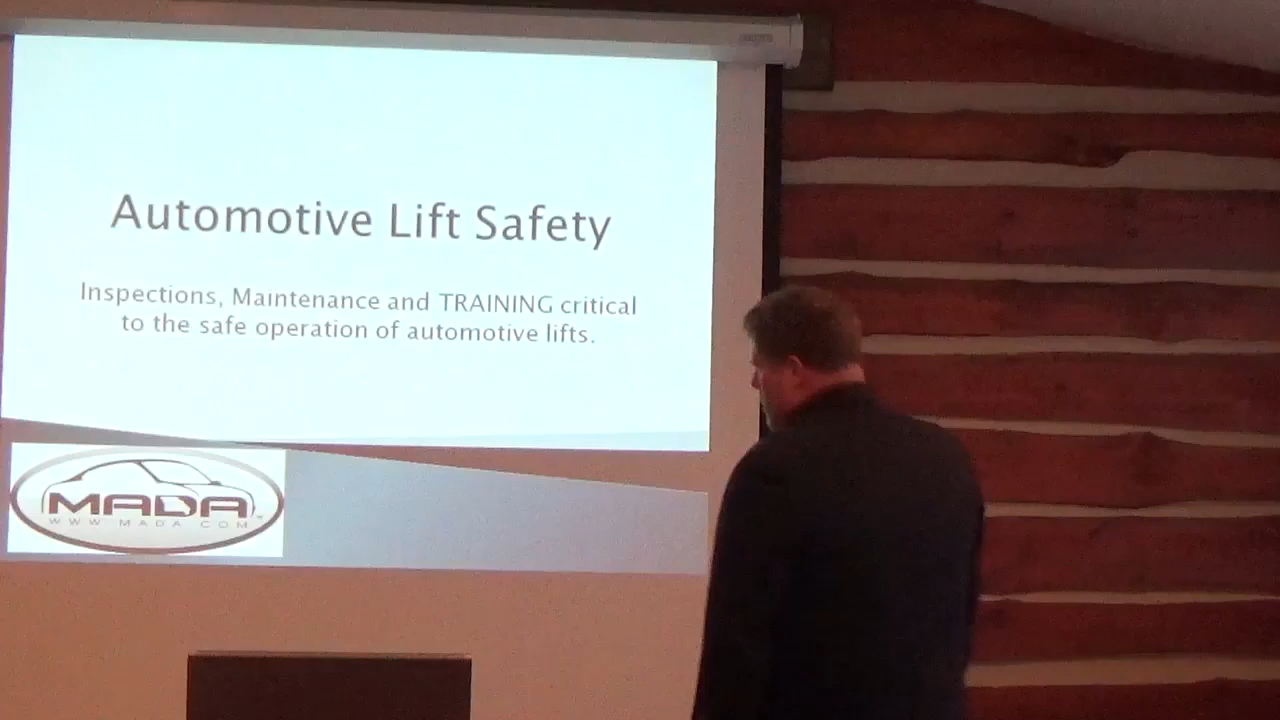 Automotive Lift Safety
Inspections, Maintenance and TRAINING critical
to the safe operation of automotive lifts.
MADA
WWW MADA COM